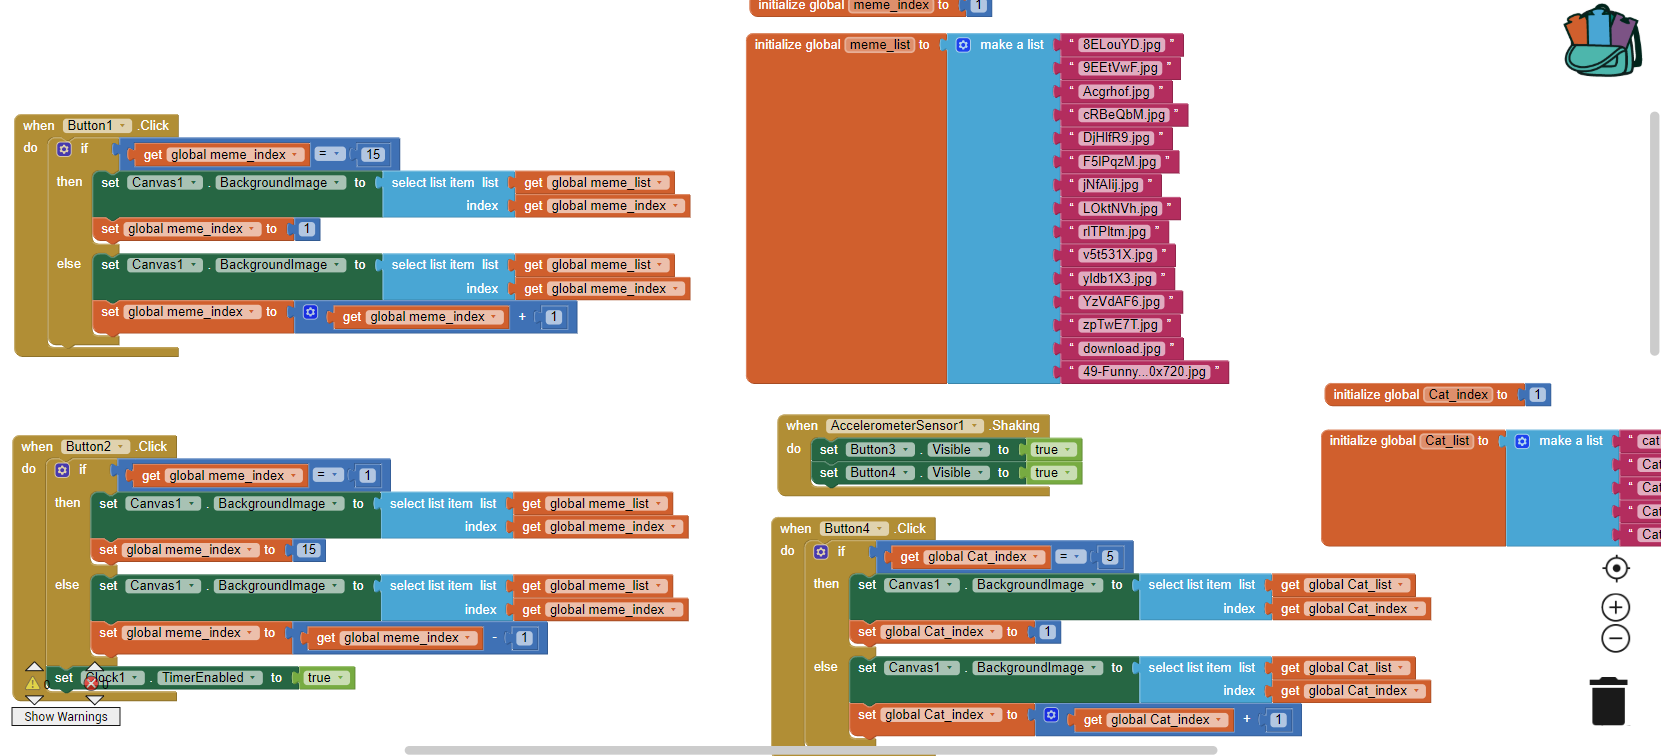 initialize global meme_index to 1
initialize global meme_list to make a list " 8ELouYD.jpg "
" 9EEtVwF.jpg "
" Acgrhof.jpg "
" cRBeQbM.jpg "
" DjHlfR9.jpg "
" F5lPqzM.jpg "
" jNfAlij.jpg "
" LOktNVh.jpg "
" rlTPltm.jpg "
" v5t531X.jpg "
" yldb1X3.jpg "
" YzVdAF6.jpg "
" zpTwE7T.jpg "
" download.jpg "
" 49-Funny...0x720.jpg "
when Button1 .Click
do if get global meme_index = 15
then set Canvas1 . BackgroundImage to select list item list get global meme_list
index get global meme_index
set global meme_index to 1
else set Canvas1 . BackgroundImage to select list item list get global meme_list
index get global meme_index
set global meme_index to get global meme_index + 1
when Button2 .Click
do if get global meme_index = 1
then set Canvas1 . BackgroundImage to select list item list get global meme_list
index get global meme_index
set global meme_index to 15
else set Canvas1 . BackgroundImage to select list item list get global meme_list
index get global meme_index
set global meme_index to get global meme_index - 1
set Clock1 . TimerEnabled to true
0 0
Show Warnings
when AccelerometerSensor1 .Shaking
do set Button3 . Visible to true
set Button4 . Visible to true
when Button4 .Click
do if get global Cat_index = 5
then set Canvas1 . BackgroundImage to select list item list get global Cat_list
index get global Cat_index
set global Cat_index to 1
else set Canvas1 . BackgroundImage to select list item list get global Cat_list
index get global Cat_index
set global Cat_index to get global Cat_index + 1
initialize global Cat_index to 1
initialize global Cat_list to make a list " cat
" Cat
" Cat
" Cat
" Cat